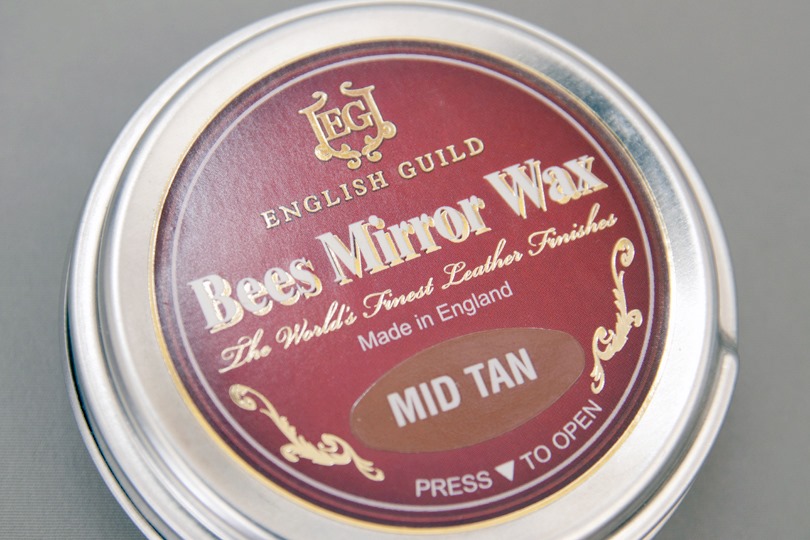 EG
ENGLISH GUILD
Bees Mirror Wax
The World's Finest Leather Finishes
Made in England
MID TAN
PRESS ▼ TO OPEN